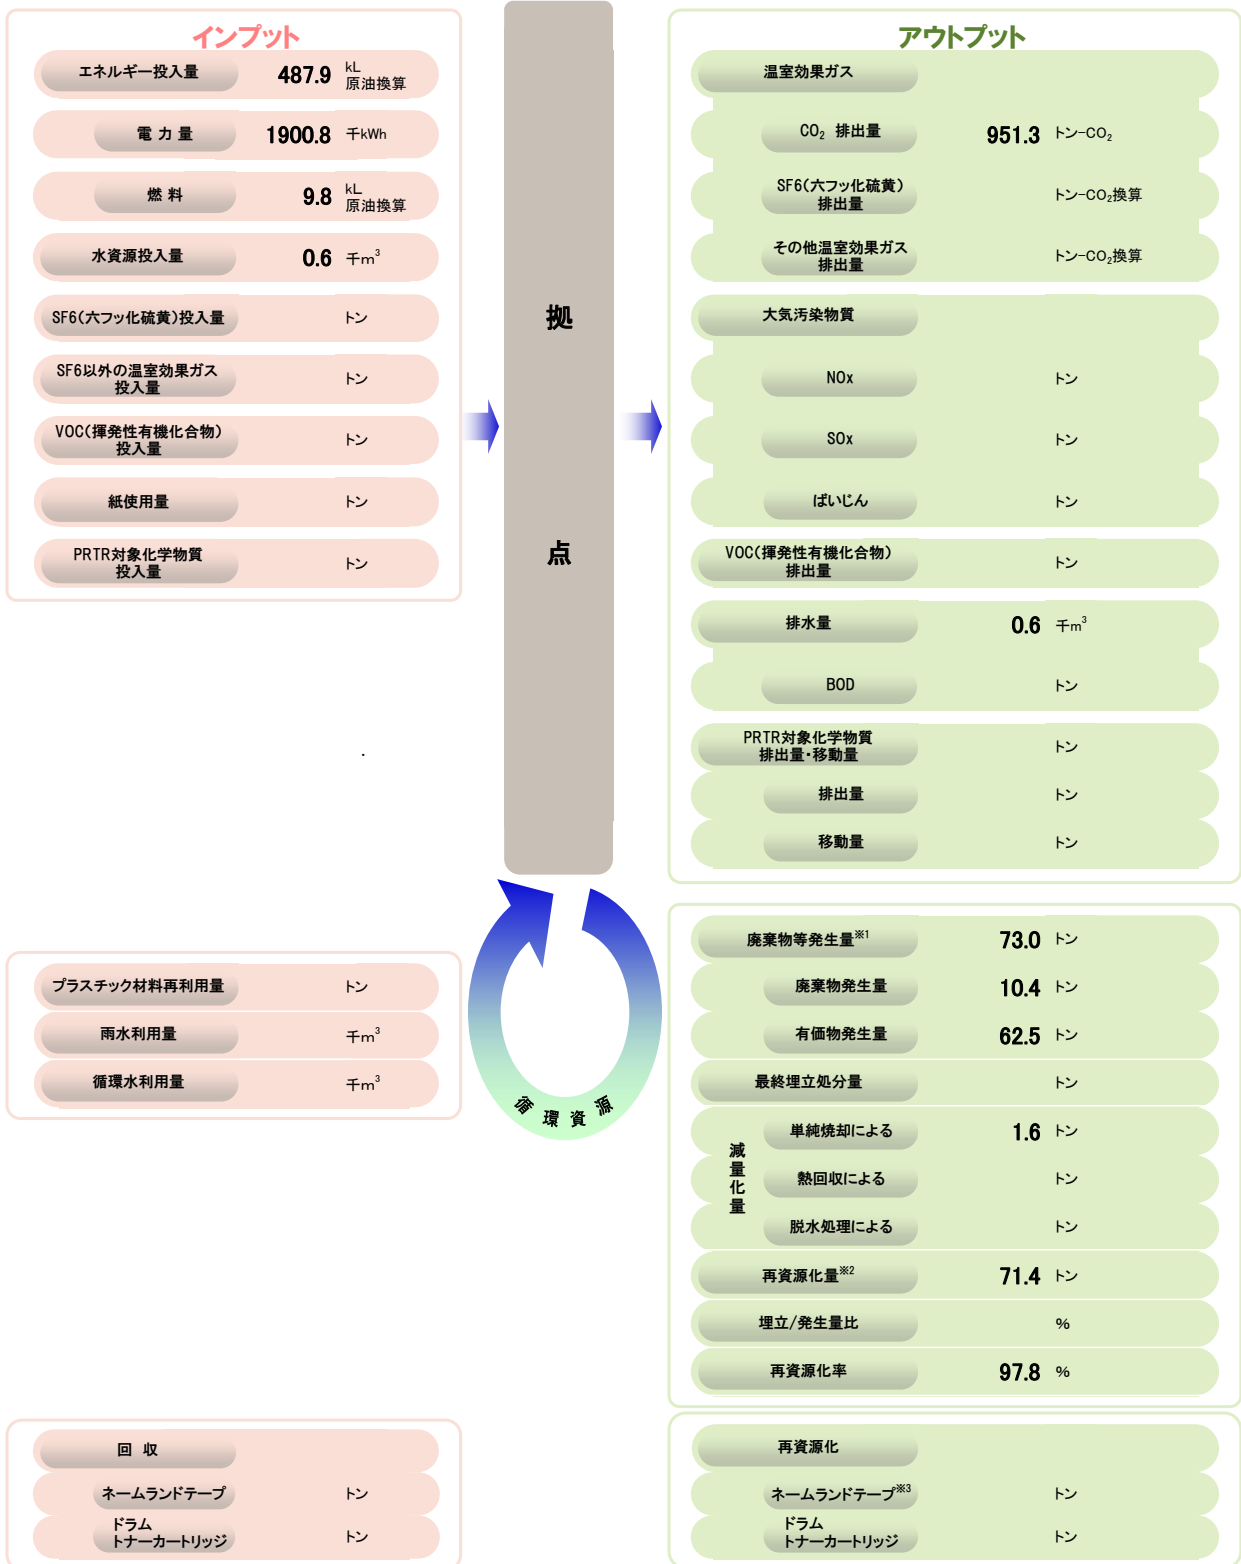 インプット
エネルギー投入量 487.9 kL
原油換算
電 力 量 1900.8 千kWh
燃 料 9.8 kL
原油換算
水資源投入量 0.6 千m³
SF6(六フッ化硫黄)投入量 トン
SF6以外の温室効果ガス
投入量 トン
VOC(揮発性有機化合物)
投入量 トン
紙使用量 トン
PRTR対象化学物質
投入量 トン
拠
点
アウトプット
温室効果ガス
CO₂ 排出量 951.3 トン-CO₂
SF6(六フッ化硫黄)
排出量 トン-CO₂換算
その他温室効果ガス
排出量 トン-CO₂換算
大気汚染物質
NOx トン
SOx トン
ばいじん トン
VOC(揮発性有機化合物)
排出量 トン
排水量 0.6 千m³
BOD トン
PRTR対象化学物質
排出量・移動量 トン
排出量 トン
移動量 トン
プラスチック材料再利用量 トン
雨水利用量 千m³
循環水利用量 千m³
循環資源
廃棄物等発生量※1 73.0 トン
廃棄物発生量 10.4 トン
有価物発生量 62.5 トン
最終埋立処分量 トン
減量化量
単純焼却による 1.6 トン
熱回収による トン
脱水処理による トン
再資源化量※2 71.4 トン
埋立/発生量比 %
再資源化率 97.8 %
回 収
ネームランドテープ トン
ドラム
トナーカートリッジ トン
再資源化
ネームランドテープ※3 トン
ドラム
トナーカートリッジ トン